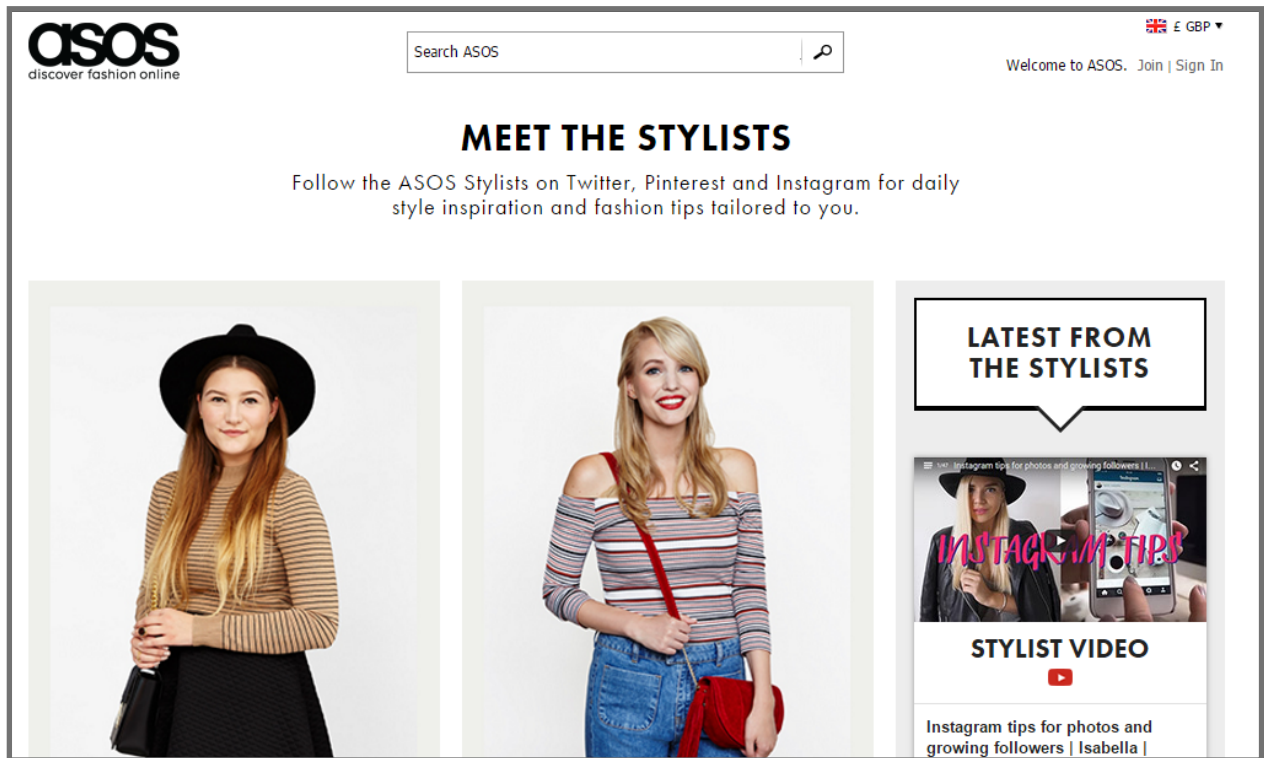 asos
discover fashion online
Search ASOS
£ GBP
Welcome to ASOS. Join | Sign In
MEET THE STYLISTS
Follow the ASOS Stylists on Twitter, Pinterest and Instagram for daily
style inspiration and fashion tips tailored to you.
LATEST FROM
THE STYLISTS
1/47 Instagram tips for photos and growing followers | I...
Instagram
INSTAGRAM TIPS
STYLIST VIDEO
Instagram tips for photos and
growing followers | Isabella |